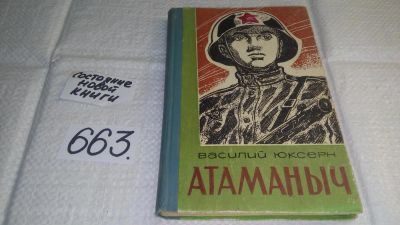 состояние
новой
книги
663.
ВАСИЛИЙ ЮКСЕРН
АТАМАНЫЧ